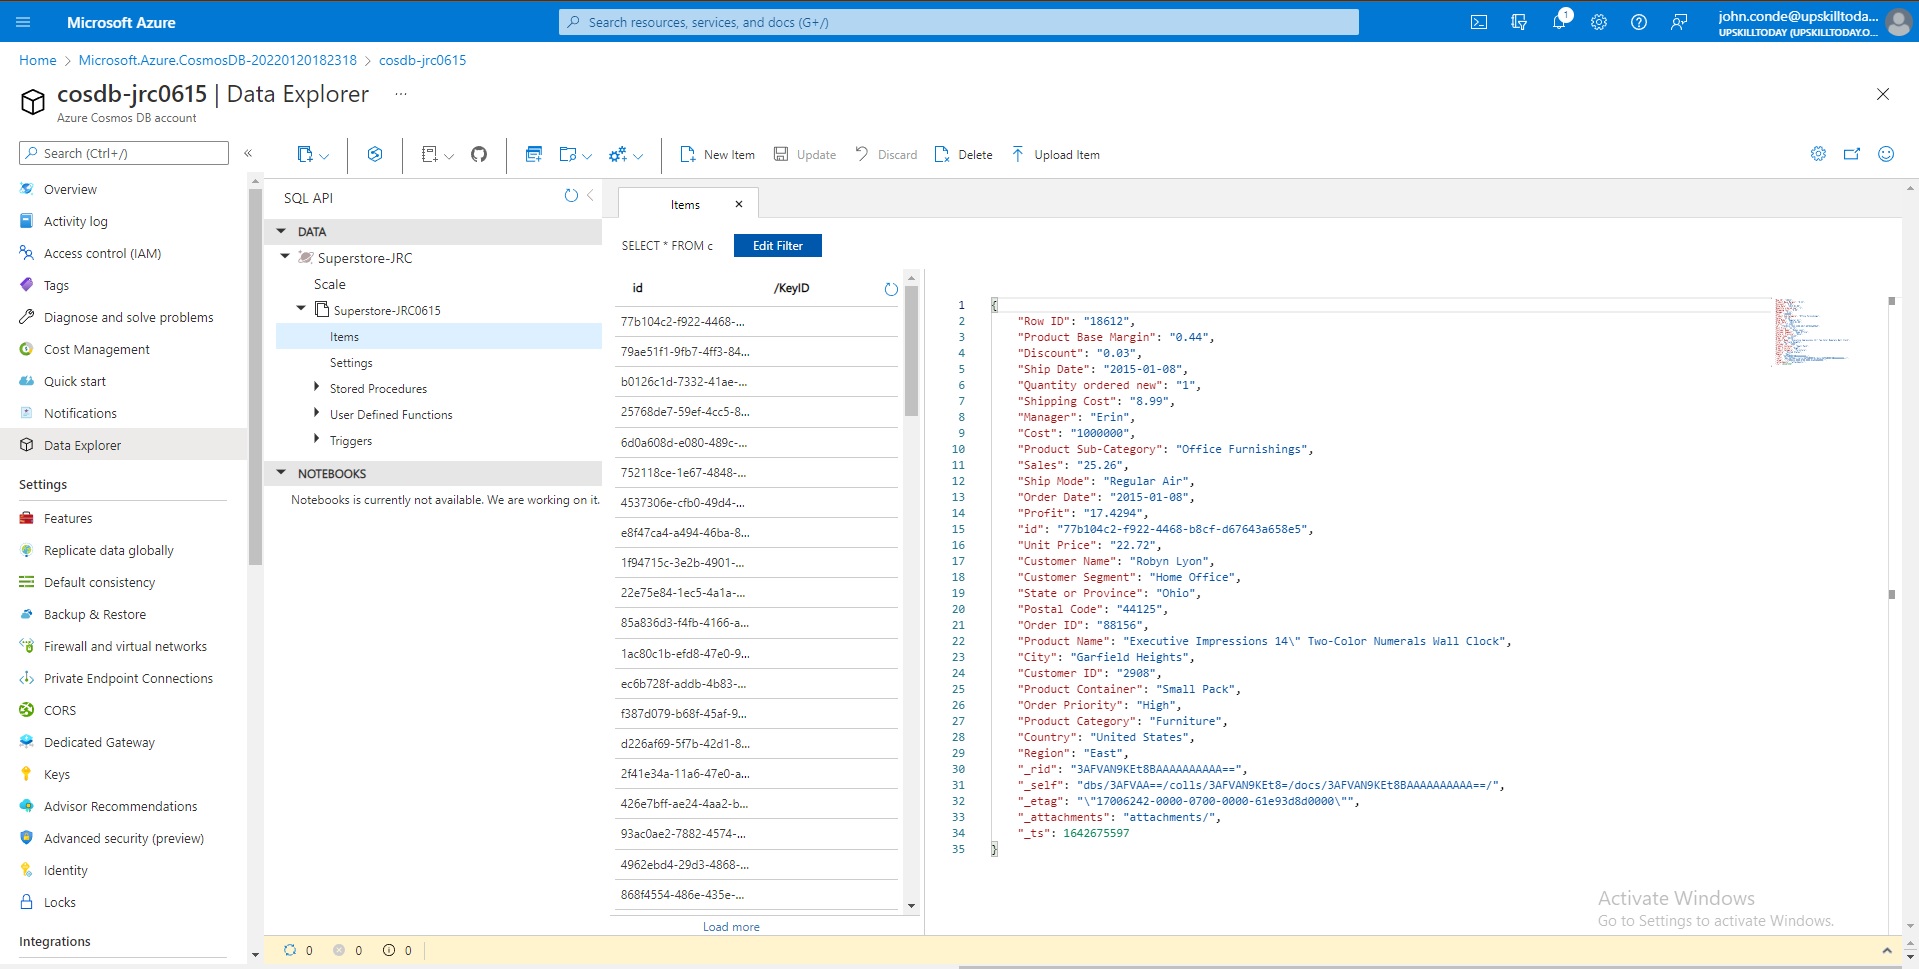 Microsoft Azure
Search resources, services, and docs (G+/)
1
john.conde@upskilltoda...
UPSKILLTODAY (UPSKILLTODAY.O...
Home > Microsoft.Azure.CosmosDB-20220120182318 > cosdb-jrc0615
cosdb-jrc0615 | Data Explorer ...
Azure Cosmos DB account
Search (Ctrl+/)
«
Overview
Activity log
Access control (IAM)
Tags
Diagnose and solve problems
Cost Management
Quick start
Notifications
Data Explorer
Settings
Features
Replicate data globally
Default consistency
Backup & Restore
Firewall and virtual networks
Private Endpoint Connections
CORS
Dedicated Gateway
Keys
Advisor Recommendations
Advanced security (preview)
Identity
Locks
Integrations
New Item
Update
Discard
Delete
Upload Item
SQL API
DATA
Superstore-JRC
Scale
Superstore-JRC0615
Items
Settings
Stored Procedures
User Defined Functions
Triggers
NOTEBOOKS
Notebooks is currently not available. We are working on it.
Items
SELECT * FROM c
Edit Filter
id /KeyID
77b104c2-f922-4468-...
79ae51f1-9fb7-4ff3-84...
b0126c1d-7332-41ae-...
25768de7-59ef-4cc5-8...
6d0a608d-e080-489c-...
752118ce-1e67-4848-...
4537306e-cfb0-49d4-...
e8f47ca4-a494-46ba-8...
1f94715c-3e2b-4901-...
22e75e84-1ec5-4a1a-...
85a836d3-f4fb-4166-a...
1ac80c1b-efd8-47e0-9...
ec6b728f-addb-4b83-...
f387d079-b68f-45af-9...
d226af69-5f7b-42d1-8...
2f41e34a-11a6-47e0-a...
426e7bff-ae24-4aa2-b...
93ac0ae2-7882-4574-...
4962ebd4-29d3-4868-...
868f4554-486e-435e-...
Load more
1 {
2 "Row ID": "18612",
3 "Product Base Margin": "0.44",
4 "Discount": "0.03",
5 "Ship Date": "2015-01-08",
6 "Quantity ordered new": "1",
7 "Shipping Cost": "8.99",
8 "Manager": "Erin",
9 "Cost": "1000000",
10 "Product Sub-Category": "Office Furnishings",
11 "Sales": "25.26",
12 "Ship Mode": "Regular Air",
13 "Order Date": "2015-01-08",
14 "Profit": "17.4294",
15 "id": "77b104c2-f922-4468-b8cf-d67643a658e5",
16 "Unit Price": "22.72",
17 "Customer Name": "Robyn Lyon",
18 "Customer Segment": "Home Office",
19 "State or Province": "Ohio",
20 "Postal Code": "44125",
21 "Order ID": "88156",
22 "Product Name": "Executive Impressions 14\" Two-Color Numerals Wall Clock",
23 "City": "Garfield Heights",
24 "Customer ID": "2908",
25 "Product Container": "Small Pack",
26 "Order Priority": "High",
27 "Product Category": "Furniture",
28 "Country": "United States",
29 "Region": "East",
30 "_rid": "3AFVAN9KEt8BAAAAAAAAAA==",
31 "_self": "dbs/3AFVAA==/colls/3AFVAN9KEt8=/docs/3AFVAN9KEt8BAAAAAAAAAA==/",
32 "_etag": "\"17006242-0000-0700-0000-61e93d8d0000\"",
33 "_attachments": "attachments/",
34 "_ts": 1642675597
35 }
Activate Windows
Go to Settings to activate Windows.
0 0 0